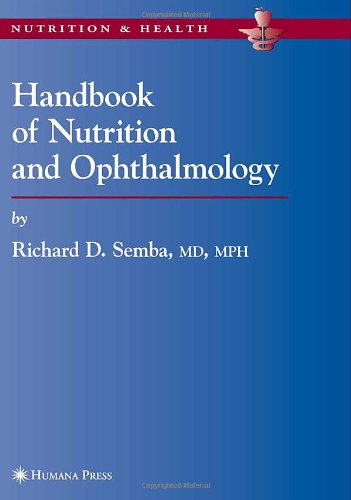 NUTRITION & HEALTH
Handbook
of Nutrition
and Ophthalmology
by
Richard D. Semba, MD, MPH
HUMANA PRESS